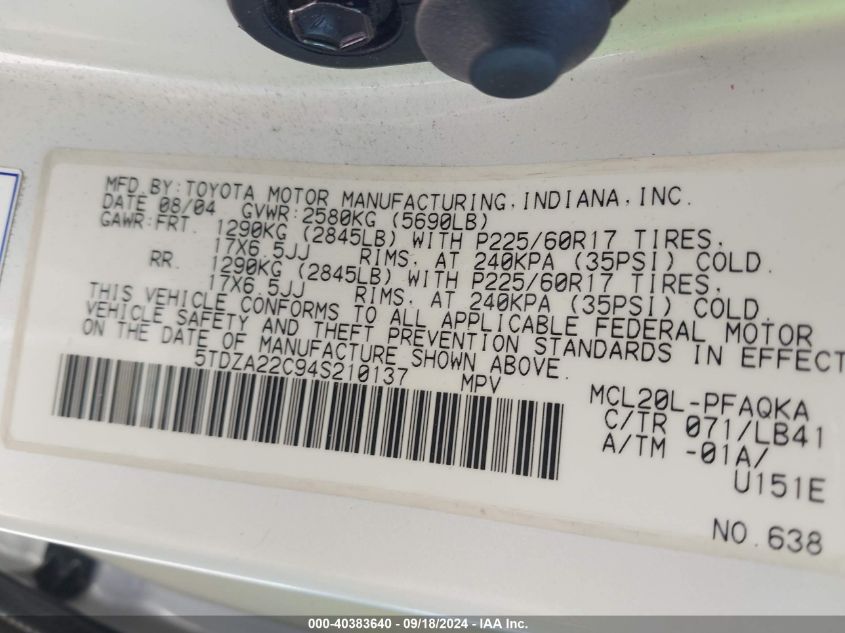 MFD.BY:TOYOTA MOTOR MANUFACTURING,INDIANA,INC.
DATE 08/04 GVWR:2580KG (5690LB)
GAWR:FRT. 1290KG (2845LB) WITH P225/60R17 TIRES,
17X6.5JJ RIMS, AT 240KPA (35PSI) COLD.
RR. 1290KG (2845LB) WITH P225/60R17 TIRES,
17X6.5JJ RIMS, AT 240KPA (35PSI) COLD.
THIS VEHICLE CONFORMS TO ALL APPLICABLE FEDERAL MOTOR
VEHICLE SAFETY AND THEFT PREVENTION STANDARDS IN EFFECT
ON THE DATE OF MANUFACTURE SHOWN ABOVE.
5TDZA22C94S210137 MPV
MCL20L-PFAQKA
C/TR 071/LB41
A/TM -01A/
U151E
NO.638
000-40383640 - 09/18/2024 - IAA Inc.